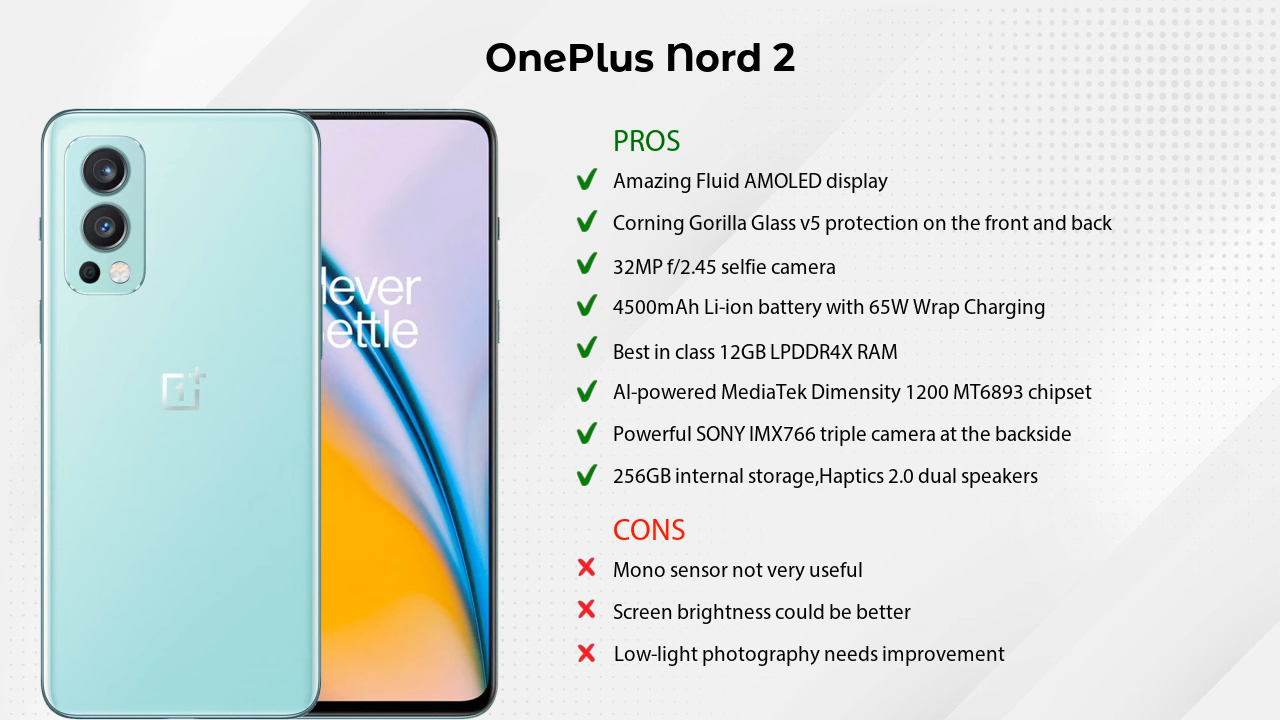 OnePlus Nord 2
lever
ettle
PROS
Amazing Fluid AMOLED display
Corning Gorilla Glass v5 protection on the front and back
32MP f/2.45 selfie camera
4500mAh Li-ion battery with 65W Wrap Charging
Best in class 12GB LPDDR4X RAM
AI-powered MediaTek Dimensity 1200 MT6893 chipset
Powerful SONY IMX766 triple camera at the backside
256GB internal storage,Haptics 2.0 dual speakers
CONS
Mono sensor not very useful
Screen brightness could be better
Low-light photography needs improvement